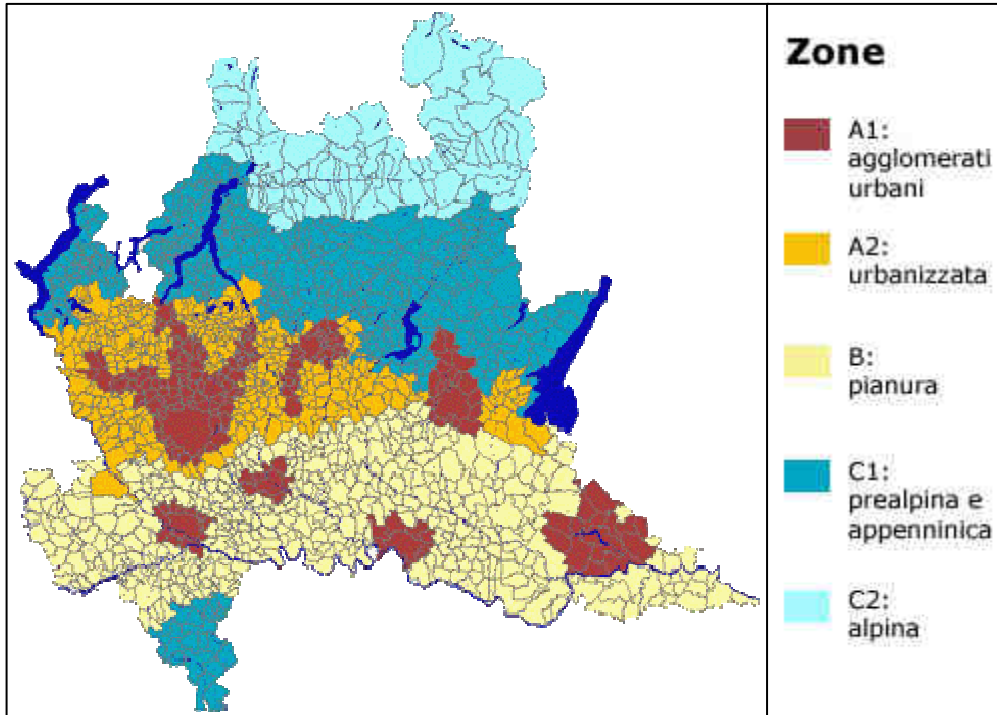 Zone
A1:
agglomerati
urbani
A2:
urbanizzata
B:
pianura
C1:
prealpina e
appenninica
C2:
alpina